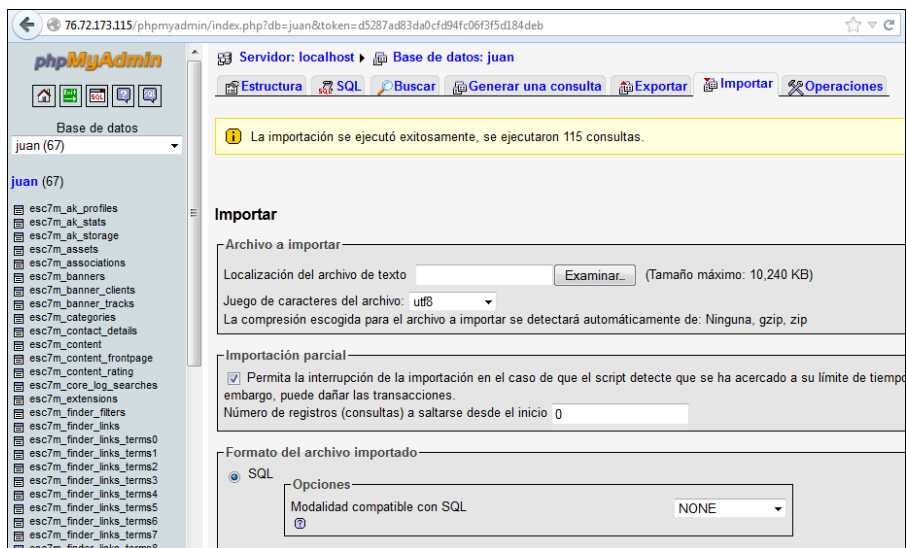 76.72.173.115/phpmyadmin/index.php?db=juan&token=d5287ad83da0cfd94fc06f3f5d184deb
phpMyAdmin
SQL
Base de datos
juan (67)
juan (67)
esc7m_ak_profiles
esc7m_ak_stats
esc7m_ak_storage
esc7m_assets
esc7m_associations
esc7m_banners
esc7m_banner_clients
esc7m_banner_tracks
esc7m_categories
esc7m_contact_details
esc7m_content
esc7m_content_frontpage
esc7m_content_rating
esc7m_core_log_searches
esc7m_extensions
esc7m_finder_filters
esc7m_finder_links
esc7m_finder_links_terms0
esc7m_finder_links_terms1
esc7m_finder_links_terms2
esc7m_finder_links_terms3
esc7m_finder_links_terms4
esc7m_finder_links_terms5
esc7m_finder_links_terms6
esc7m_finder_links_terms7
esc7m_finder_links_terms8
Servidor: localhost Base de datos: juan
Estructura SQL Buscar Generar una consulta Exportar Importar Operaciones
La importación se ejecutó exitosamente, se ejecutaron 115 consultas.
Importar
Archivo a importar
Localización del archivo de texto Examinar... (Tamaño máximo: 10,240 KB)
Juego de caracteres del archivo: utf8
La compresión escogida para el archivo a importar se detectará automáticamente de: Ninguna, gzip, zip
Importación parcial
Permita la interrupción de la importación en el caso de que el script detecte que se ha acercado a su límite de tiempo
embargo, puede dañar las transacciones.
Número de registros (consultas) a saltarse desde el inicio 0
Formato del archivo importado
SQL
Opciones
Modalidad compatible con SQL NONE